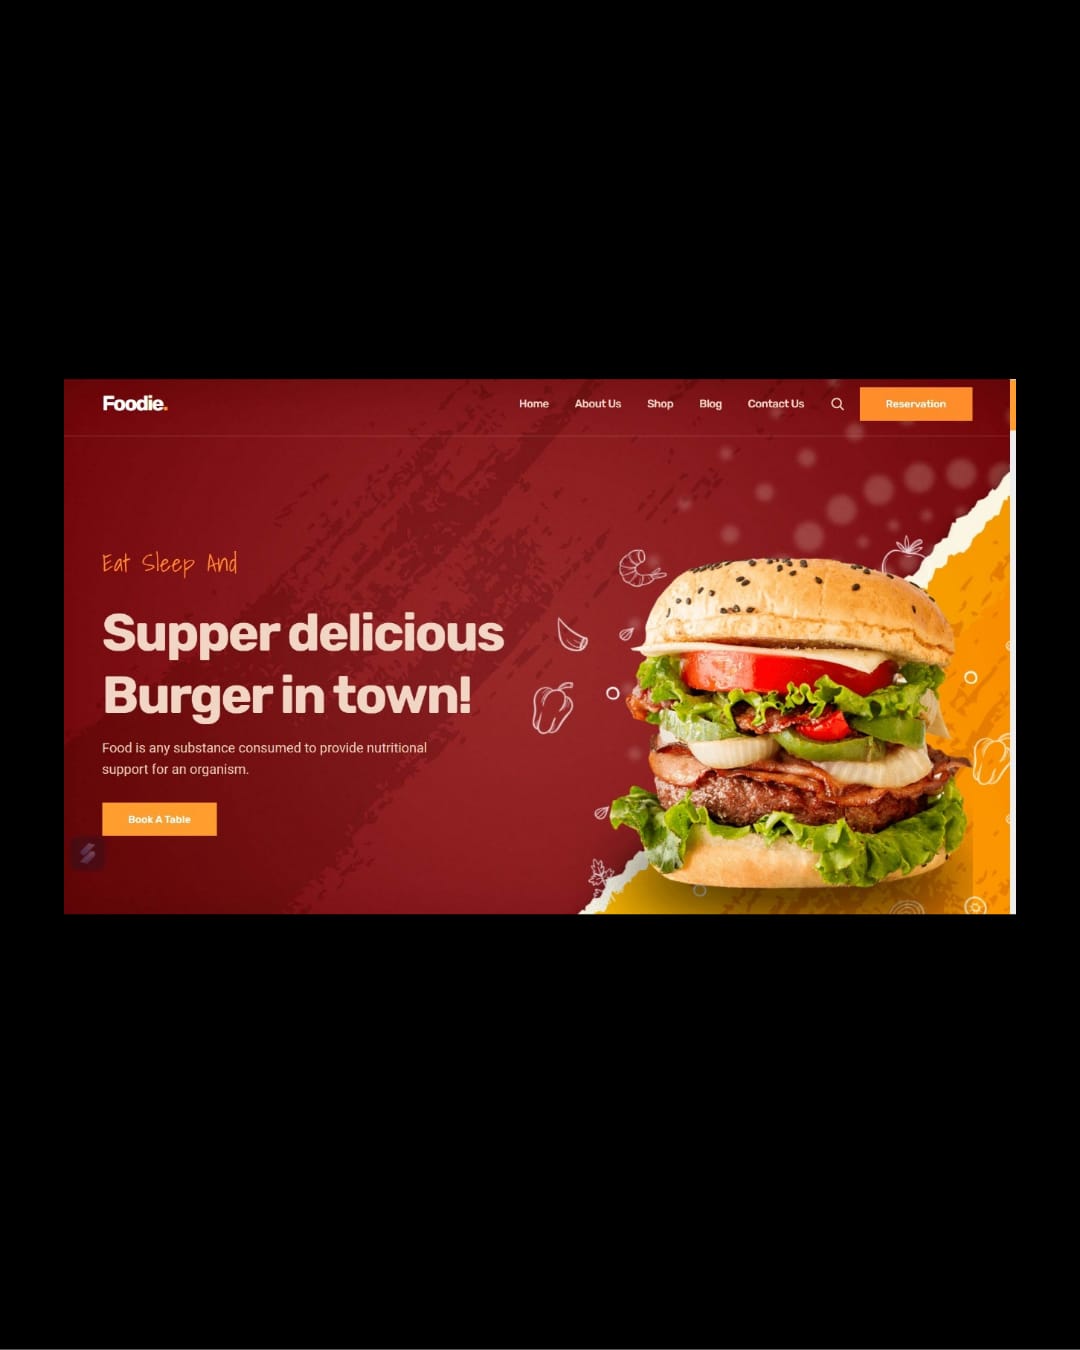 Foodie.
Home About Us Shop Blog Contact Us Reservation
Eat Sleep And
Supper delicious
Burger in town!
Food is any substance consumed to provide nutritional
support for an organism.
Book A Table